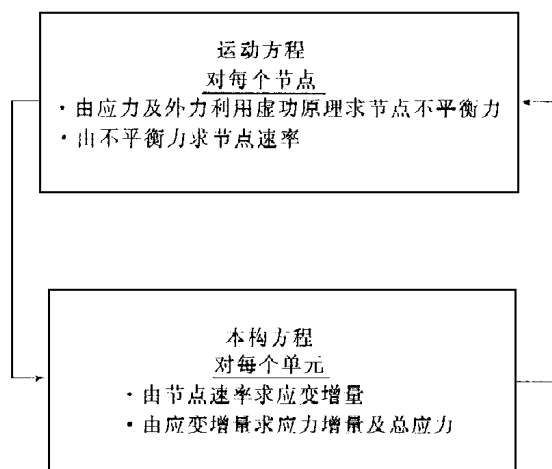 运动方程
对每个节点
·由应力及外力利用虚功原理求节点不平衡力
·由不平衡力求节点速率
本构方程
对每个单元
·由节点速率求应变增量
·由应变增量求应力增量及总应力